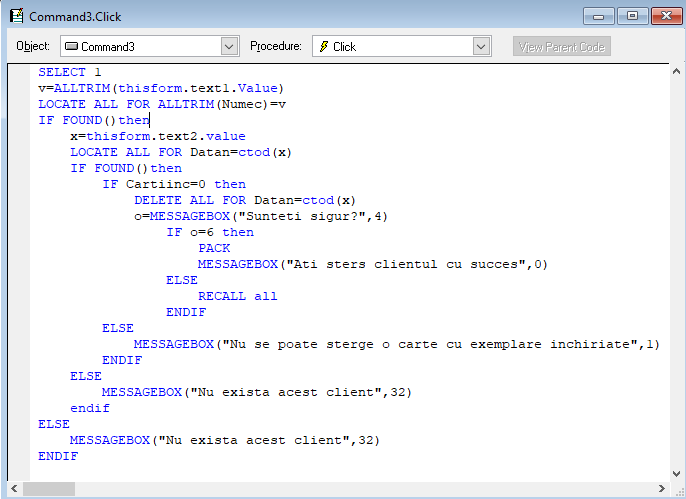 Command3.Click
Object: Command3 Procedure: Click View Parent Code
SELECT 1
v=ALLTRIM(thisform.text1.Value)
LOCATE ALL FOR ALLTRIM(Numec)=v
IF FOUND()then
x=thisform.text2.value
LOCATE ALL FOR Datan=ctod(x)
IF FOUND()then
IF Cartiinc=0 then
DELETE ALL FOR Datan=ctod(x)
o=MESSAGEBOX("Sunteti sigur?",4)
IF o=6 then
PACK
MESSAGEBOX("Ati sters clientul cu succes",0)
ELSE
RECALL all
ENDIF
ELSE
MESSAGEBOX("Nu se poate sterge o carte cu exemplare inchiriate",1)
ENDIF
ELSE
MESSAGEBOX("Nu exista acest client",32)
endif
ELSE
MESSAGEBOX("Nu exista acest client",32)
ENDIF